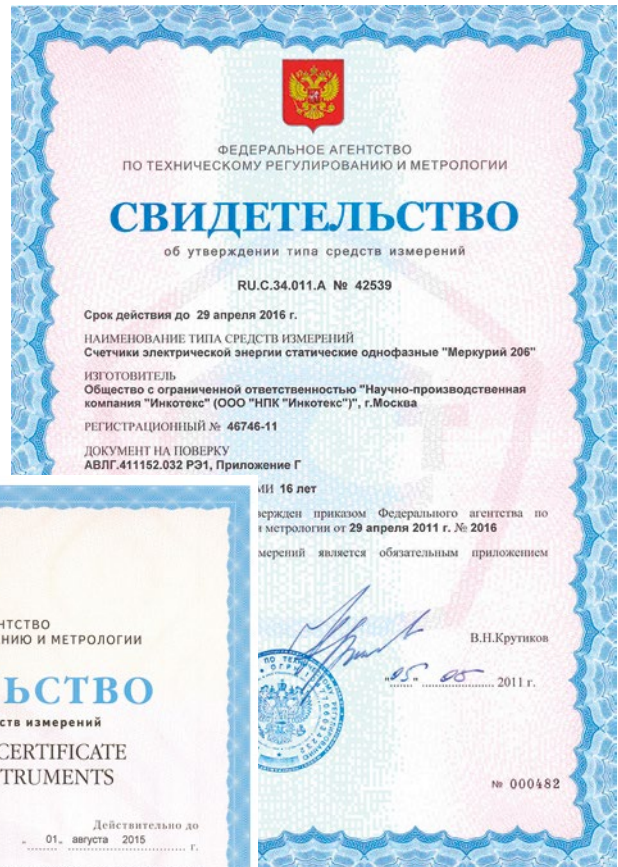 ФЕДЕРАЛЬНОЕ АГЕНТСТВО
ПО ТЕХНИЧЕСКОМУ РЕГУЛИРОВАНИЮ И МЕТРОЛОГИИ
СВИДЕТЕЛЬСТВО
об утверждении типа средств измерений
RU.C.34.011.A № 42539
Срок действия до 29 апреля 2016 г.
НАИМЕНОВАНИЕ ТИПА СРЕДСТВ ИЗМЕРЕНИЙ
Счетчики электрической энергии статические однофазные "Меркурий 206"
ИЗГОТОВИТЕЛЬ
Общество с ограниченной ответственностью "Научно-производственная
компания "Инкотекс" (ООО "НПК "Инкотекс")", г.Москва
РЕГИСТРАЦИОННЫЙ № 46746-11
ДОКУМЕНТ НА ПОВЕРКУ
АВЛГ.411152.032 РЭ1, Приложение Г
МИ 16 лет
вержден приказом Федерального агентства по
и метрологии от 29 апреля 2011 г. № 2016
мерений является обязательным приложением
В.Н.Крутиков
"05" 05 2011 г.
№ 000482
НТСТВО
НИЮ И МЕТРОЛОГИИ
ЬСТВО
ств измерений
CERTIFICATE
TRUMENTS
Действительно до
" 01„ августа 2015 г.